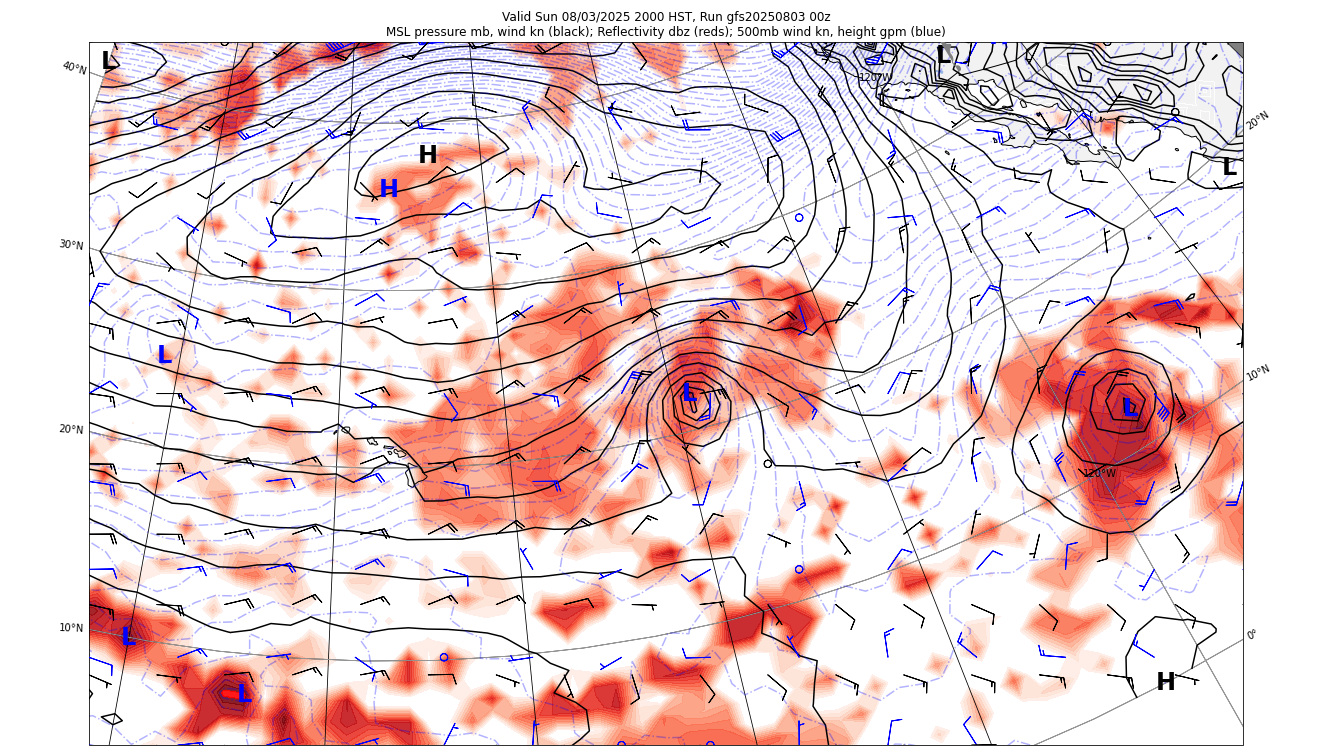 Valid Sun 08/03/2025 2000 HST, Run gfs20250803 00z
MSL pressure mb, wind kn (black); Reflectivity dbz (reds); 500mb wind kn, height gpm (blue)
L
L
40°N
120°W
20°N
H
L
H
30°N
L
10°N
L
L
20°N
120°W
10°N
L
0°
H
L